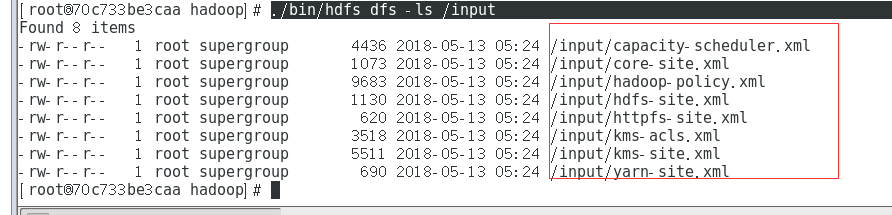 [root@70c733be3caa hadoop]# ./bin/hdfs dfs -ls /input
Found 8 items
-rw-r--r--   1 root supergroup       4436 2018-05-13 05:24 /input/capacity-scheduler.xml
-rw-r--r--   1 root supergroup       1073 2018-05-13 05:24 /input/core-site.xml
-rw-r--r--   1 root supergroup       9683 2018-05-13 05:24 /input/hadoop-policy.xml
-rw-r--r--   1 root supergroup       1130 2018-05-13 05:24 /input/hdfs-site.xml
-rw-r--r--   1 root supergroup        620 2018-05-13 05:24 /input/httpfs-site.xml
-rw-r--r--   1 root supergroup       3518 2018-05-13 05:24 /input/kms-acls.xml
-rw-r--r--   1 root supergroup       5511 2018-05-13 05:24 /input/kms-site.xml
-rw-r--r--   1 root supergroup        690 2018-05-13 05:24 /input/yarn-site.xml
[root@70c733be3caa hadoop]#